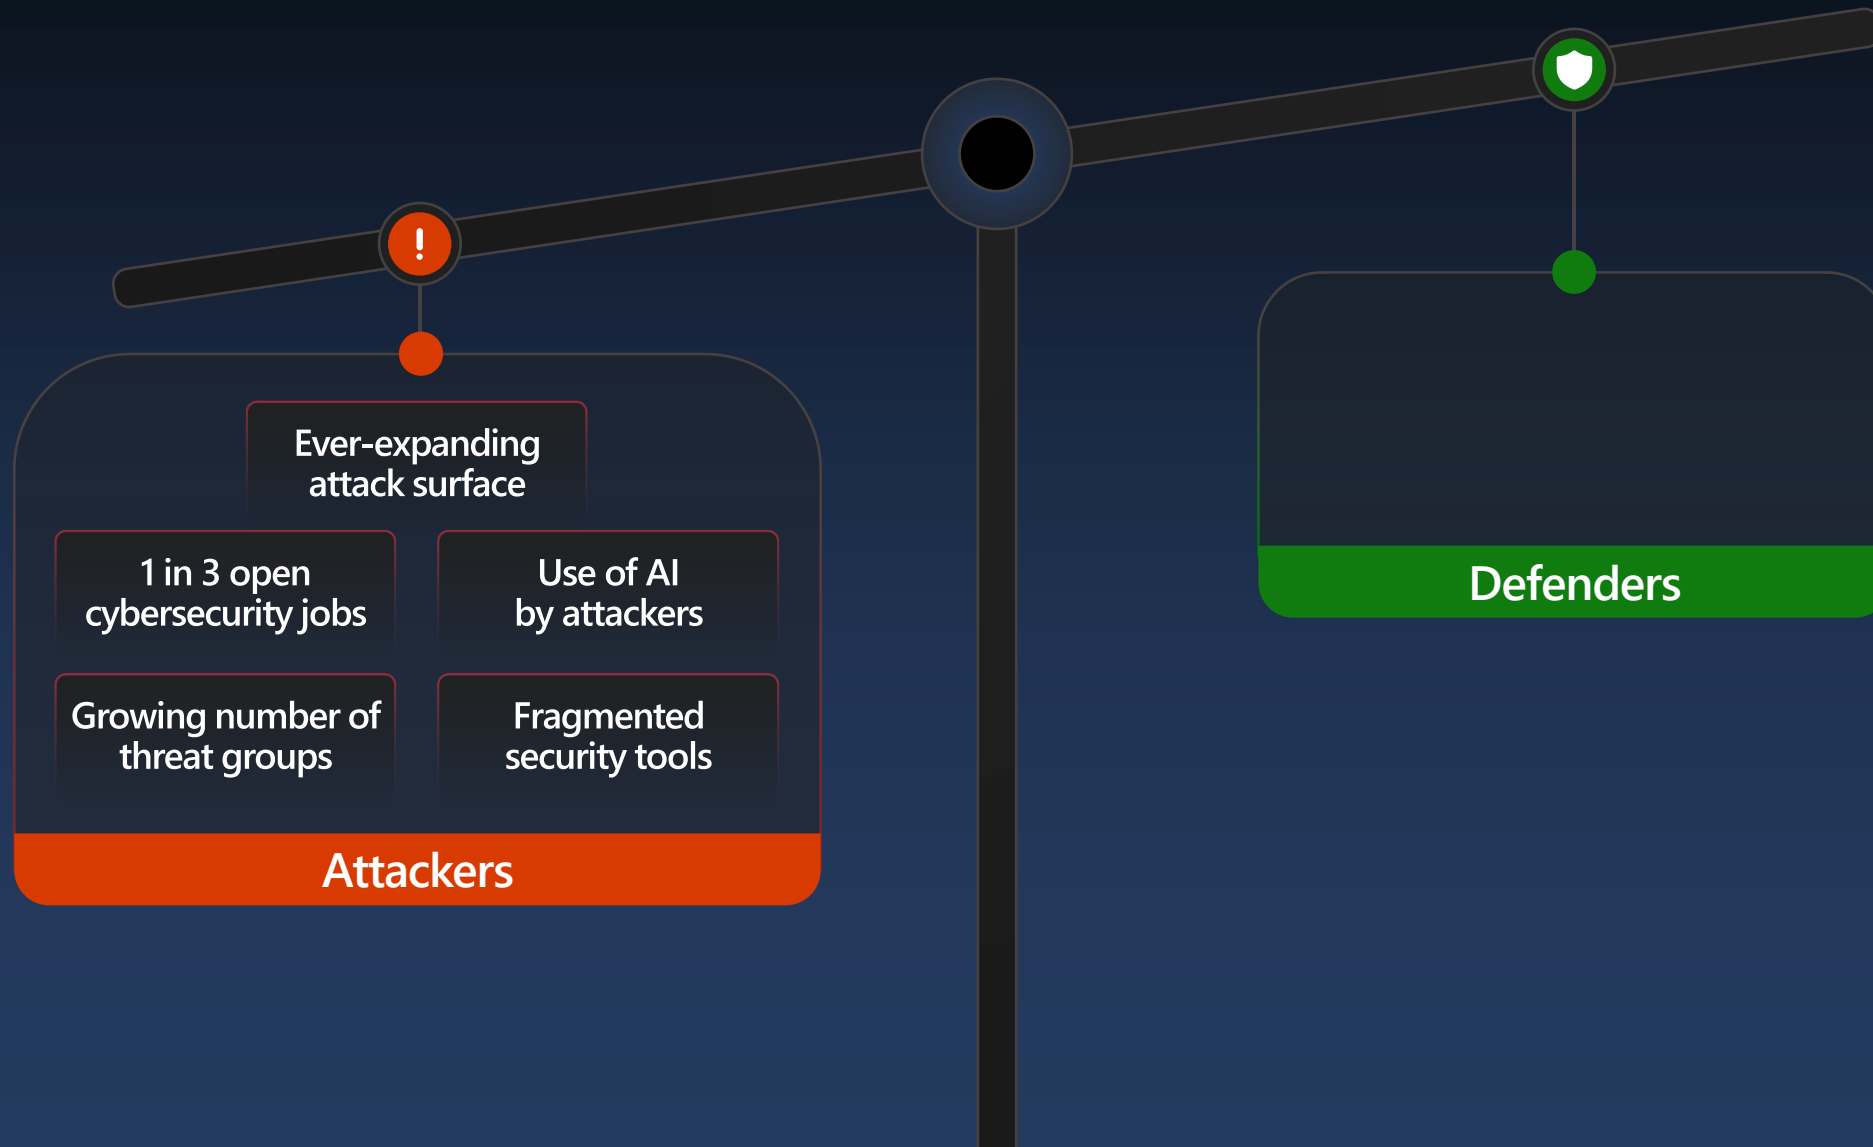 Ever-expanding
attack surface
1 in 3 open
cybersecurity jobs
Use of AI
by attackers
Growing number of
threat groups
Fragmented
security tools
Attackers
Defenders